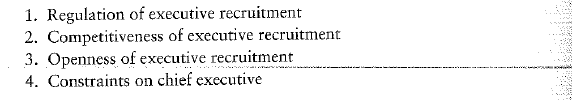 1. Regulation of executive recruitment
2. Competitiveness of executive recruitment
3. Openness of executive recruitment
4. Constraints on chief executive